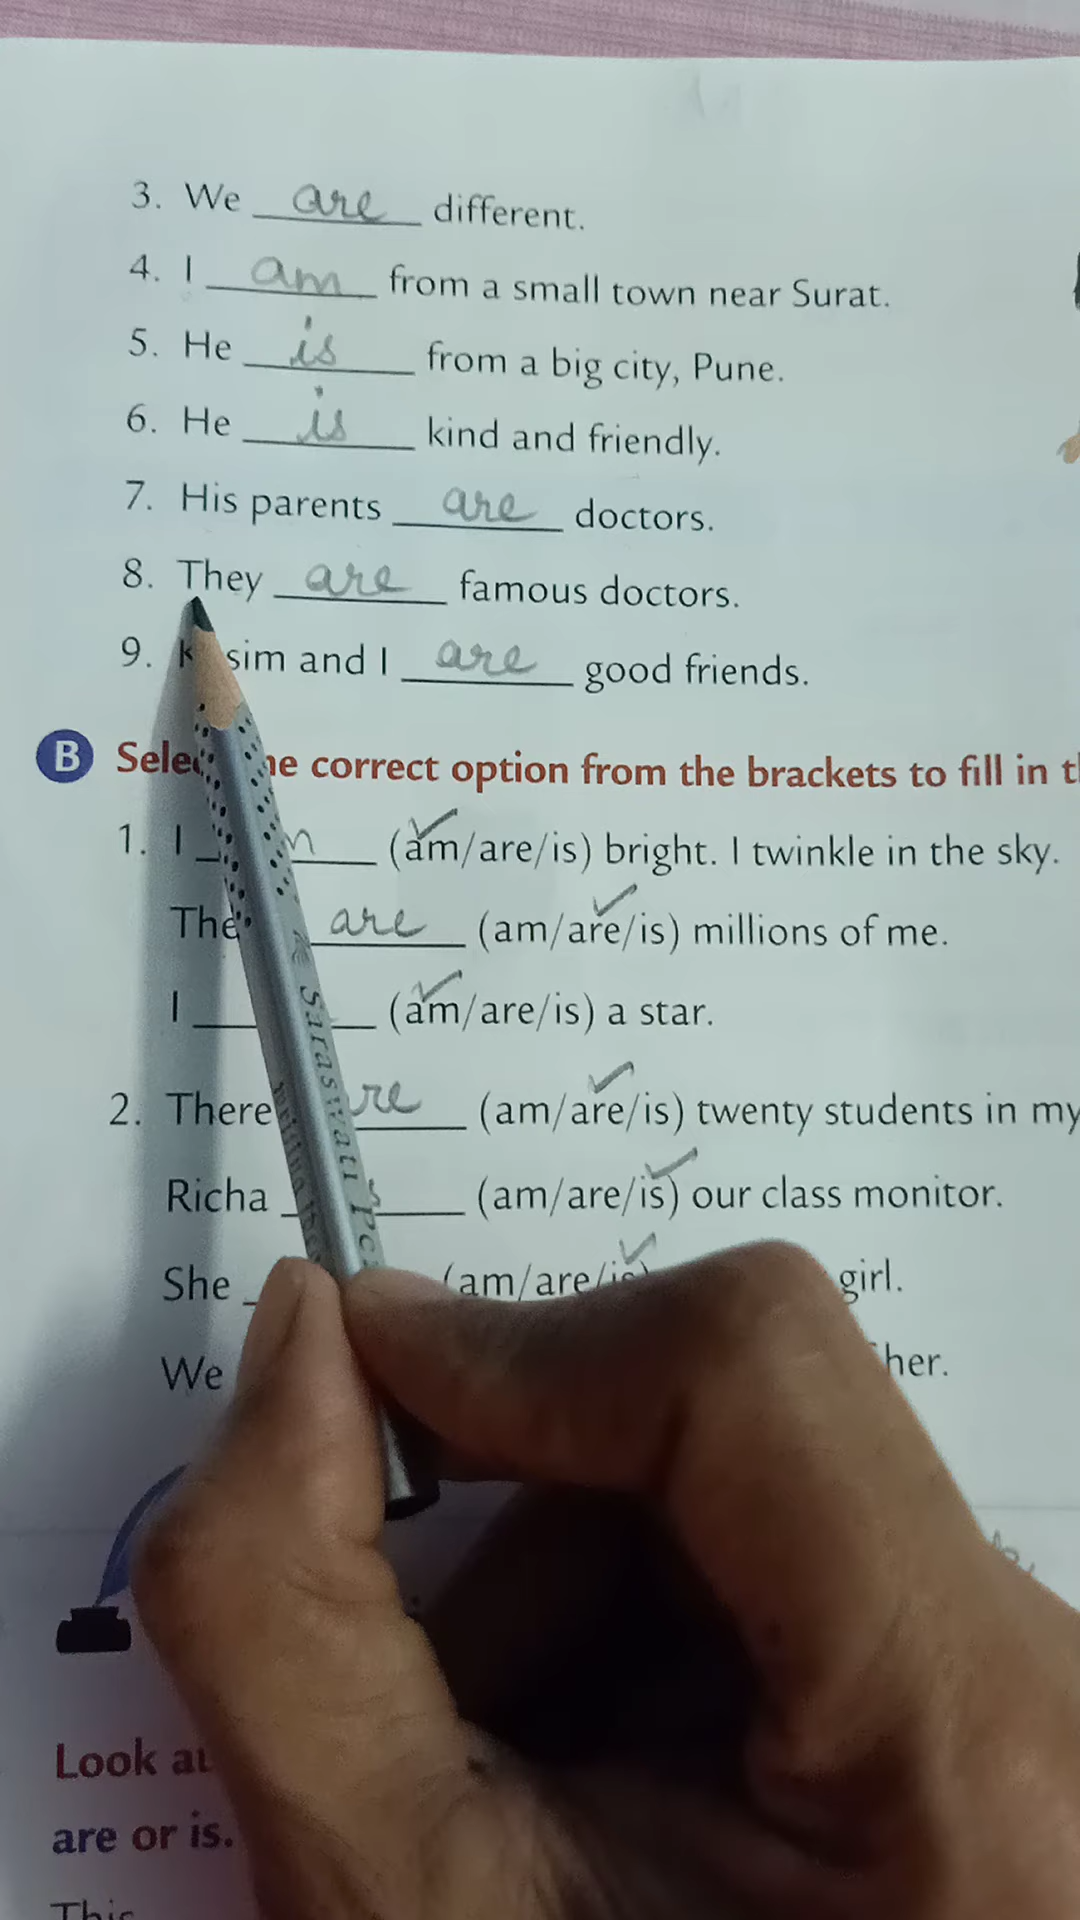 3. We are different.
4. I am from a small town near Surat.
5. He is from a big city, Pune.
6. He is kind and friendly.
7. His parents are doctors.
8. They are famous doctors.
9. sim and I are good friends.
B Sele he correct option from the brackets to fill in
1. I (am/are/is) bright. I twinkle in the sky.
The are (am/are/is) millions of me.
I (am/are/is) a star.
2. There re (am/are/is) twenty students in my
Richa (am/are/is) our class monitor.
She (am/are/is) girl.
We her.
Saraswati
Look at
are or is.
This